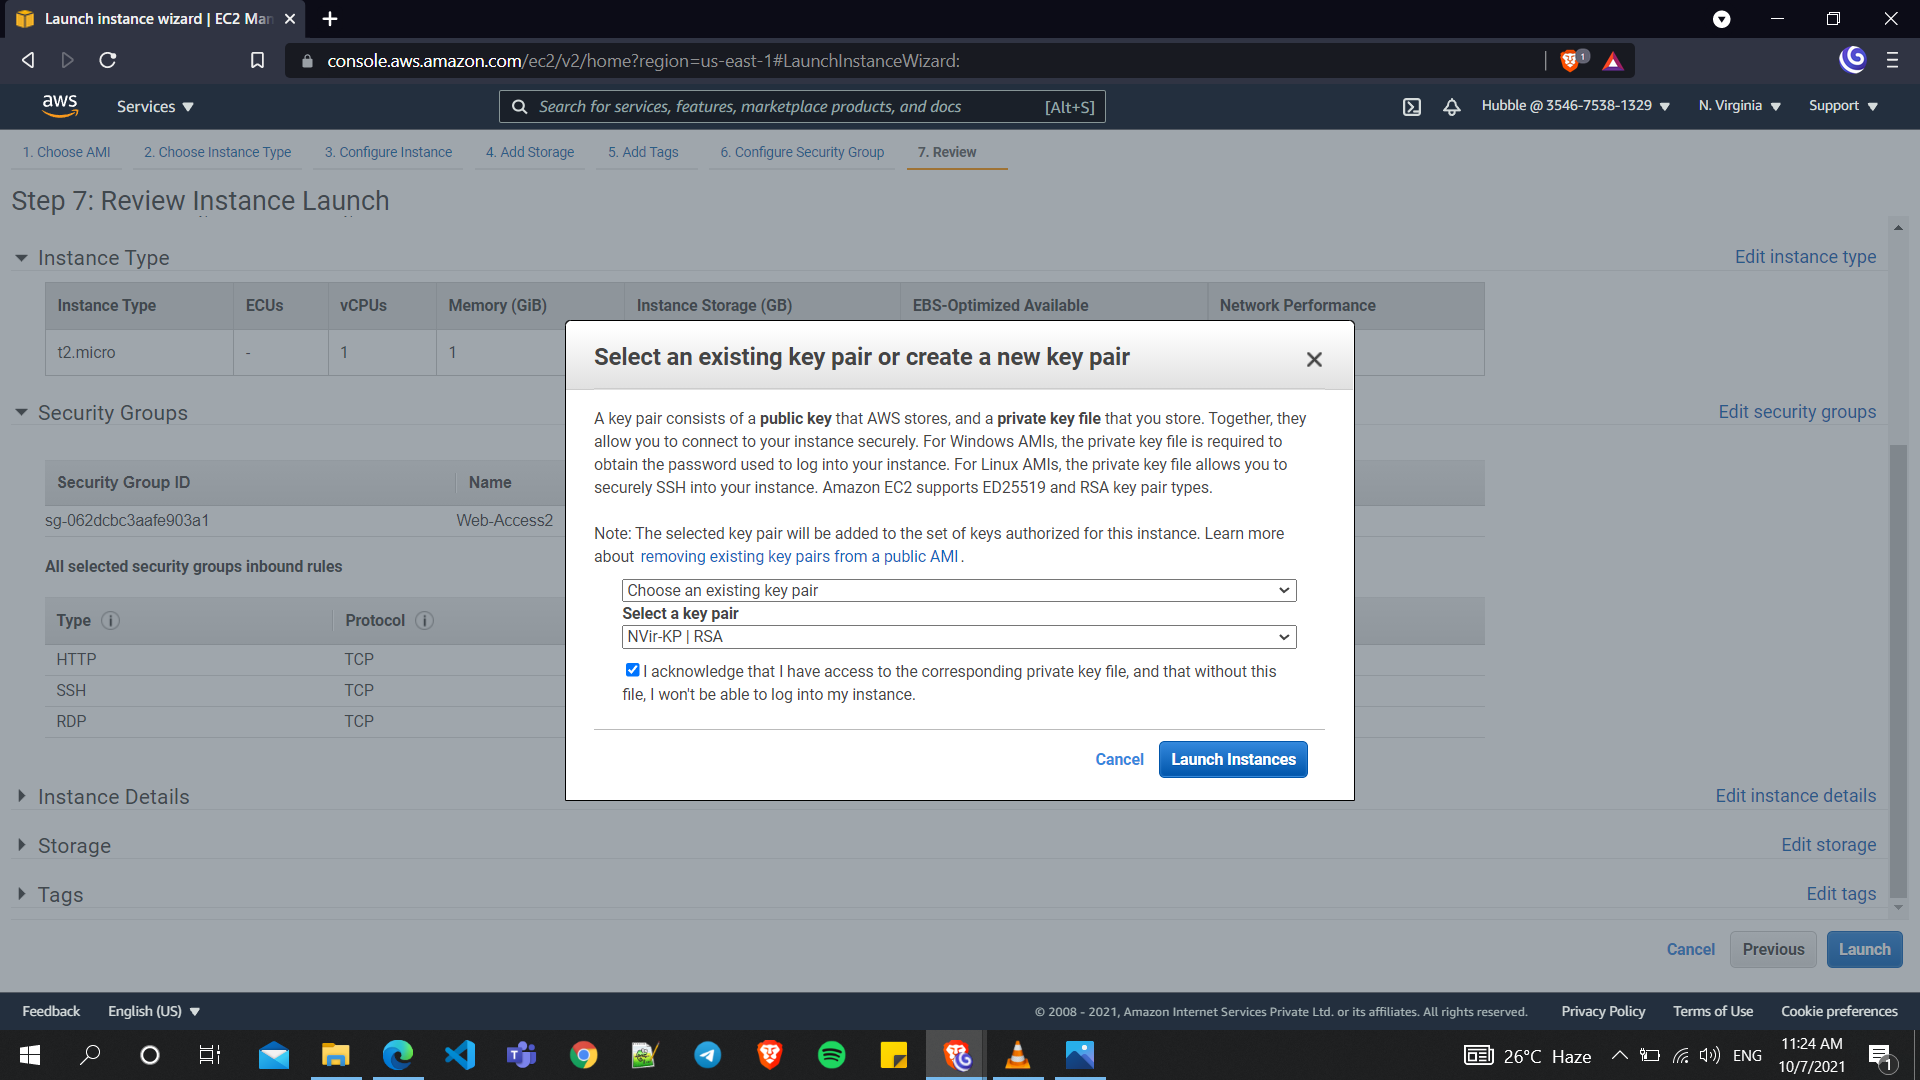 Launch instance wizard | EC2 Man
console.aws.amazon.com/ec2/v2/home?region=us-east-1#LaunchInstanceWizard:
1
aws
Services
Search for services, features, marketplace products, and docs [Alt+S]
Hubble @ 3546-7538-1329
N. Virginia
Support
1. Choose AMI
2. Choose Instance Type
3. Configure Instance
4. Add Storage
5. Add Tags
6. Configure Security Group
7. Review
Step 7: Review Instance Launch
Instance Type
Edit instance type
Instance Type ECUs vCPUs Memory (GiB) Instance Storage (GB) EBS-Optimized Available Network Performance
t2.micro - 1 1
Security Groups
Edit security groups
Security Group ID Name
sg-062dcbc3aafe903a1 Web-Access2
All selected security groups inbound rules
Type Protocol
HTTP TCP
SSH TCP
RDP TCP
Select an existing key pair or create a new key pair
A key pair consists of a public key that AWS stores, and a private key file that you store. Together, they
allow you to connect to your instance securely. For Windows AMIs, the private key file is required to
obtain the password used to log into your instance. For Linux AMIs, the private key file allows you to
securely SSH into your instance. Amazon EC2 supports ED25519 and RSA key pair types.
Note: The selected key pair will be added to the set of keys authorized for this instance. Learn more
about removing existing key pairs from a public AMI.
Choose an existing key pair
Select a key pair
NVir-KP | RSA
I acknowledge that I have access to the corresponding private key file, and that without this
file, I won't be able to log into my instance.
Cancel
Launch Instances
Instance Details
Edit instance details
Storage
Edit storage
Tags
Edit tags
Cancel
Previous
Launch
Feedback
English (US)
© 2008 - 2021, Amazon Internet Services Private Ltd. or its affiliates. All rights reserved.
Privacy Policy
Terms of Use
Cookie preferences
26°C Haze
ENG
11:24 AM
10/7/2021
1